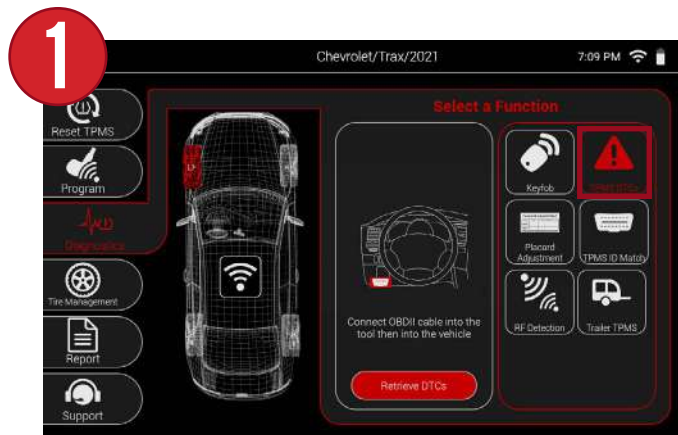 1
Chevrolet/Trax/2021
7:09 PM
Reset TPMS
Program
Diagnostics
Tire Management
Report
Support
Select a Function
Connect OBDII cable into the
tool then into the vehicle
Retrieve DTCs
Keyfob
TPMS DTCs
Placard
Adjustment
TPMS ID Match
RF Detection
Trailer TPMS